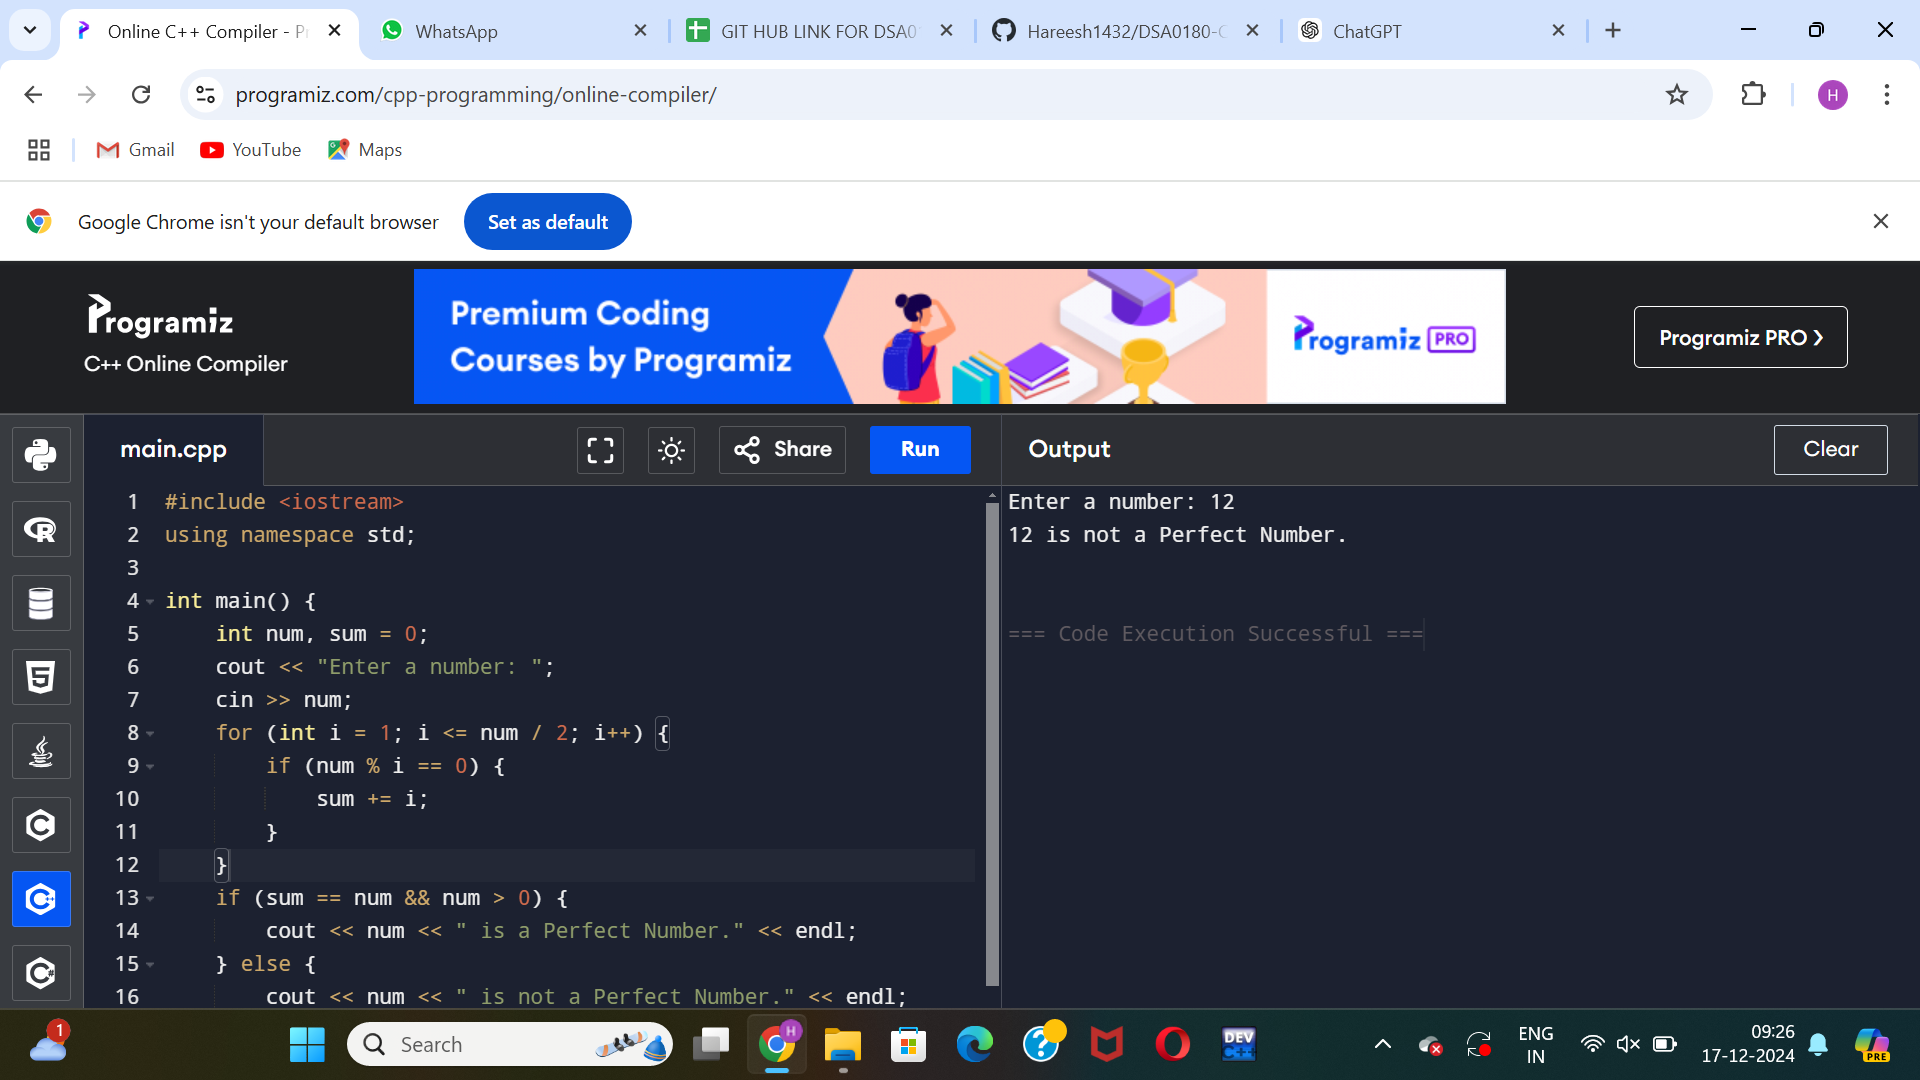 Online C++ Compiler - P
WhatsApp
GIT HUB LINK FOR DSA0
Hareesh1432/DSA0180-C
ChatGPT
programiz.com/cpp-programming/online-compiler/
H
Gmail
YouTube
Maps
Google Chrome isn't your default browser
Set as default
Programiz
C++ Online Compiler
Premium Coding
Courses by Programiz
Programiz PRO
Programiz PRO ❯
main.cpp
Share
Run
Output
Clear
1 #include <iostream>
2 using namespace std;
3
4 int main() {
5     int num, sum = 0;
6     cout << "Enter a number: ";
7     cin >> num;
8     for (int i = 1; i <= num / 2; i++) {
9         if (num % i == 0) {
10             sum += i;
11         }
12     }
13     if (sum == num && num > 0) {
14         cout << num << " is a Perfect Number." << endl;
15     } else {
16         cout << num << " is not a Perfect Number." << endl;
Enter a number: 12
12 is not a Perfect Number.
=== Code Execution Successful ===
1
Search
H
DEV
C++
ENG
IN
09:26
17-12-2024
PRE